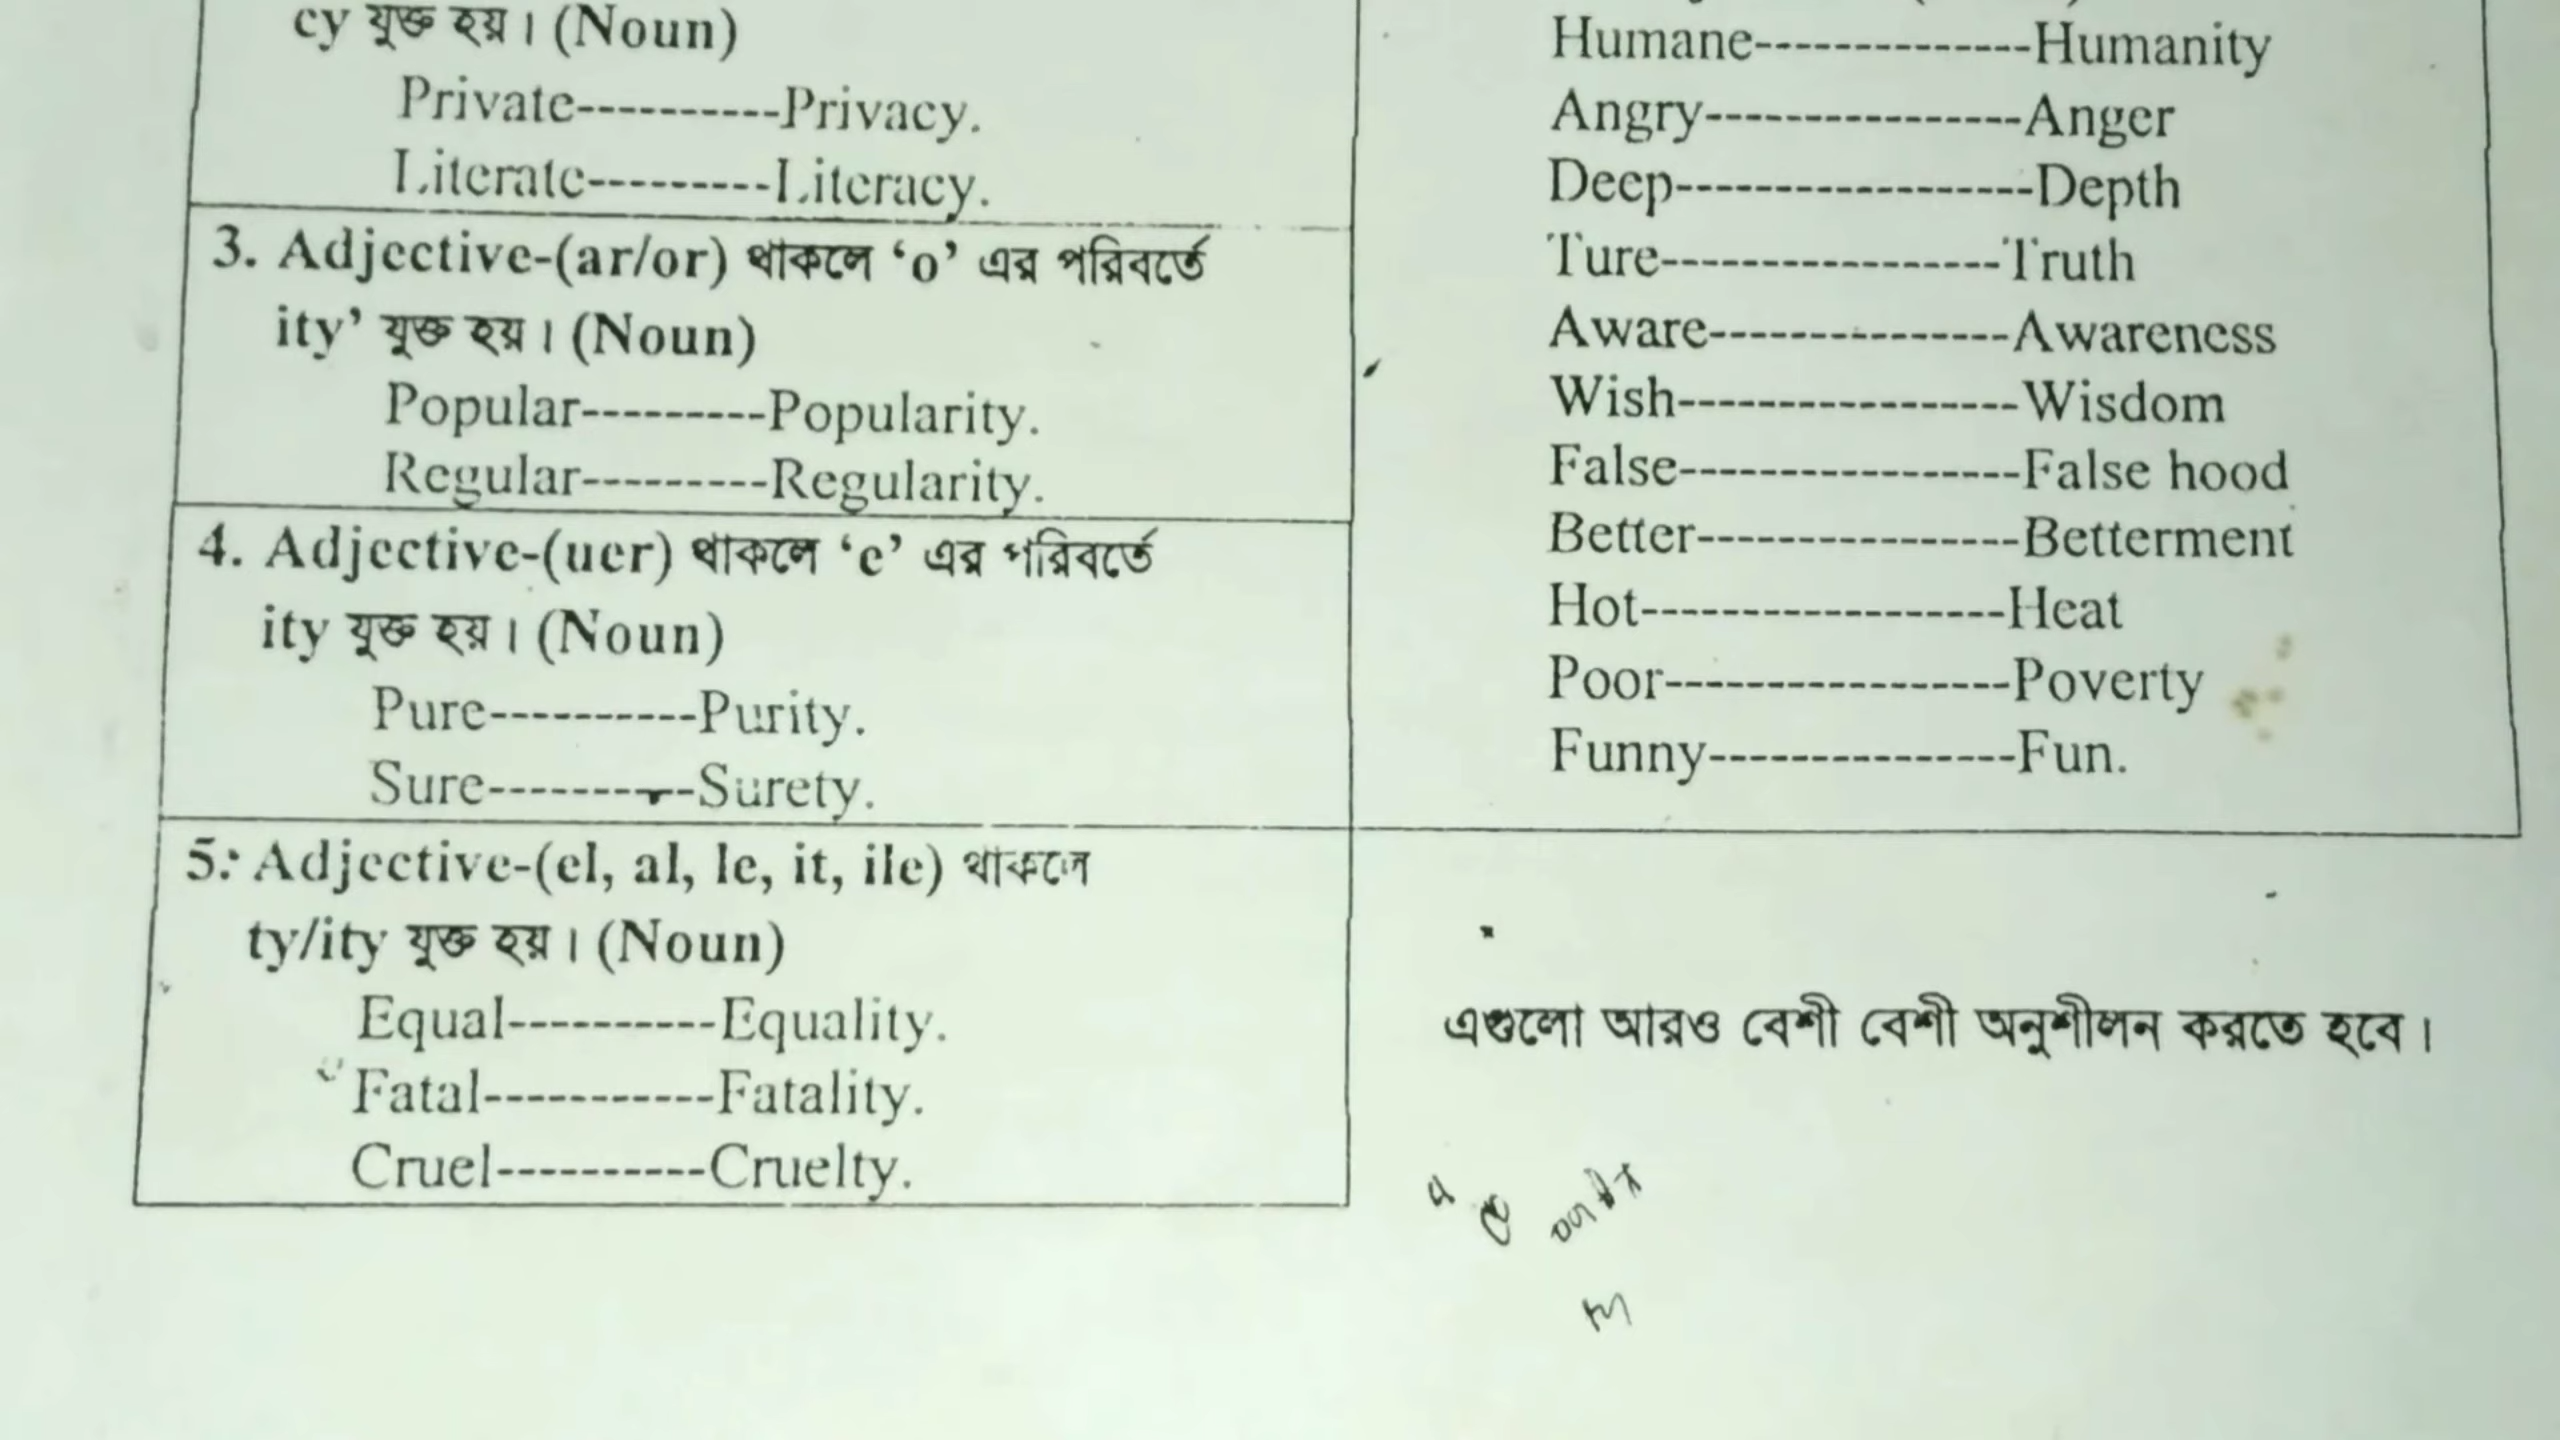 cy যুক্ত হয়। (Noun)
Private----------Privacy.
Literate---------Literacy.
3. Adjective-(ar/or) থাকলে ‘o’ এর পরিবর্তে
ity’ যুক্ত হয়। (Noun)
Popular---------Popularity.
Regular---------Regularity.
4. Adjective-(uer) থাকলে ‘e’ এর পরিবর্তে
ity যুক্ত হয়। (Noun)
Pure----------Purity.
Sure----------Surety.
5. Adjective-(el, al, le, it, ile) থাকলে
ty/ity যুক্ত হয়। (Noun)
Equal----------Equality.
Fatal-----------Fatality.
Cruel----------Cruelty.
Humane-------------Humanity
Angry---------------Anger
Deep-----------------Depth
Ture----------------Truth
Aware--------------Awareness
Wish----------------Wisdom
False----------------False hood
Better---------------Betterment
Hot-----------------Heat
Poor----------------Poverty
Funny--------------Fun.
এগুলো আরও বেশী বেশী অনুশীলন করতে হবে।